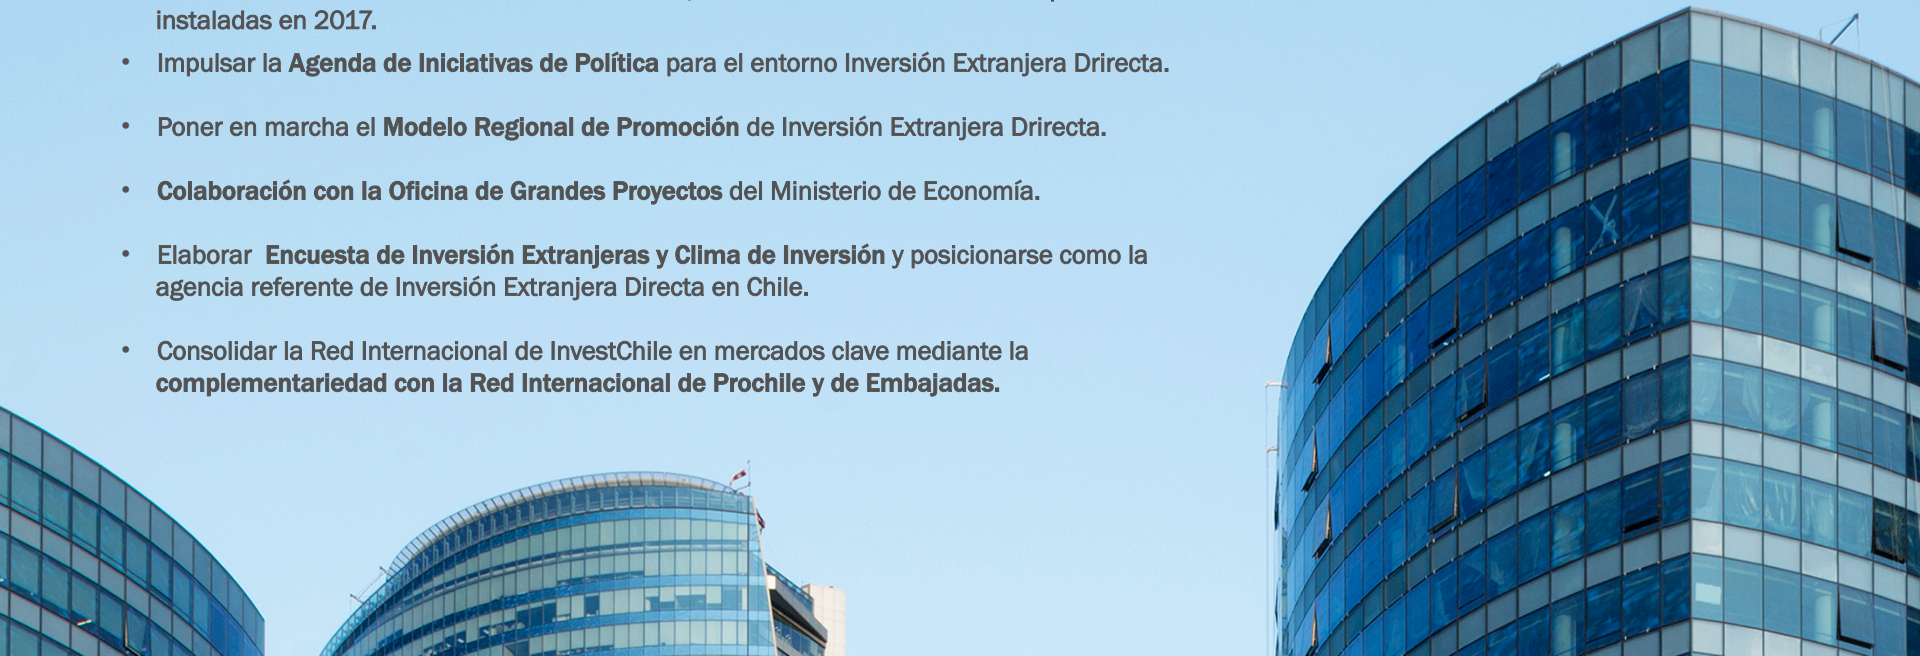 instaladas en 2017.
• Impulsar la Agenda de Iniciativas de Política para el entorno Inversión Extranjera Drirecta.
• Poner en marcha el Modelo Regional de Promoción de Inversión Extranjera Drirecta.
• Colaboración con la Oficina de Grandes Proyectos del Ministerio de Economía.
• Elaborar  Encuesta de Inversión Extranjeras y Clima de Inversión y posicionarse como la
agencia referente de Inversión Extranjera Directa en Chile.
• Consolidar la Red Internacional de InvestChile en mercados clave mediante la
complementariedad con la Red Internacional de Prochile y de Embajadas.